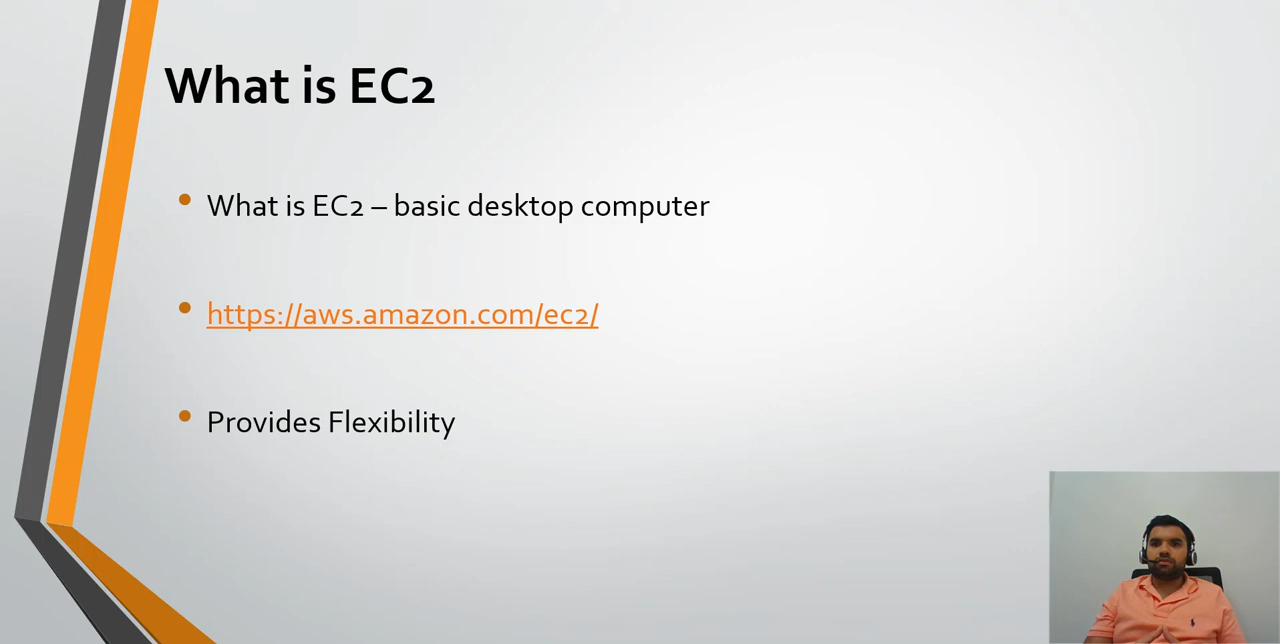 What is EC2
What is EC2 – basic desktop computer
https://aws.amazon.com/ec2/
Provides Flexibility